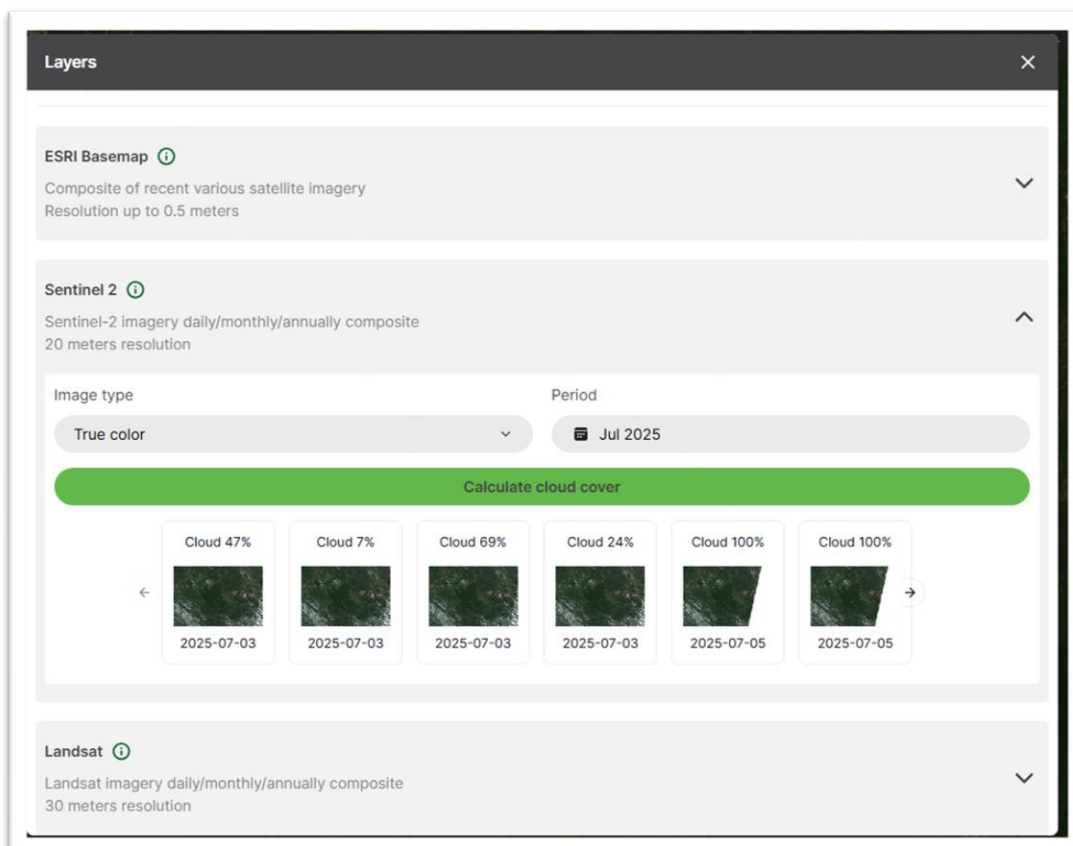 Layers
ESRI Basemap
Composite of recent various satellite imagery
Resolution up to 0.5 meters
Sentinel 2
Sentinel-2 imagery daily/monthly/annually composite
20 meters resolution
Image type Period
True color Jul 2025
Calculate cloud cover
Cloud 47% Cloud 7% Cloud 69% Cloud 24% Cloud 100% Cloud 100%
2025-07-03 2025-07-03 2025-07-03 2025-07-03 2025-07-05 2025-07-05
Landsat
Landsat imagery daily/monthly/annually composite
30 meters resolution